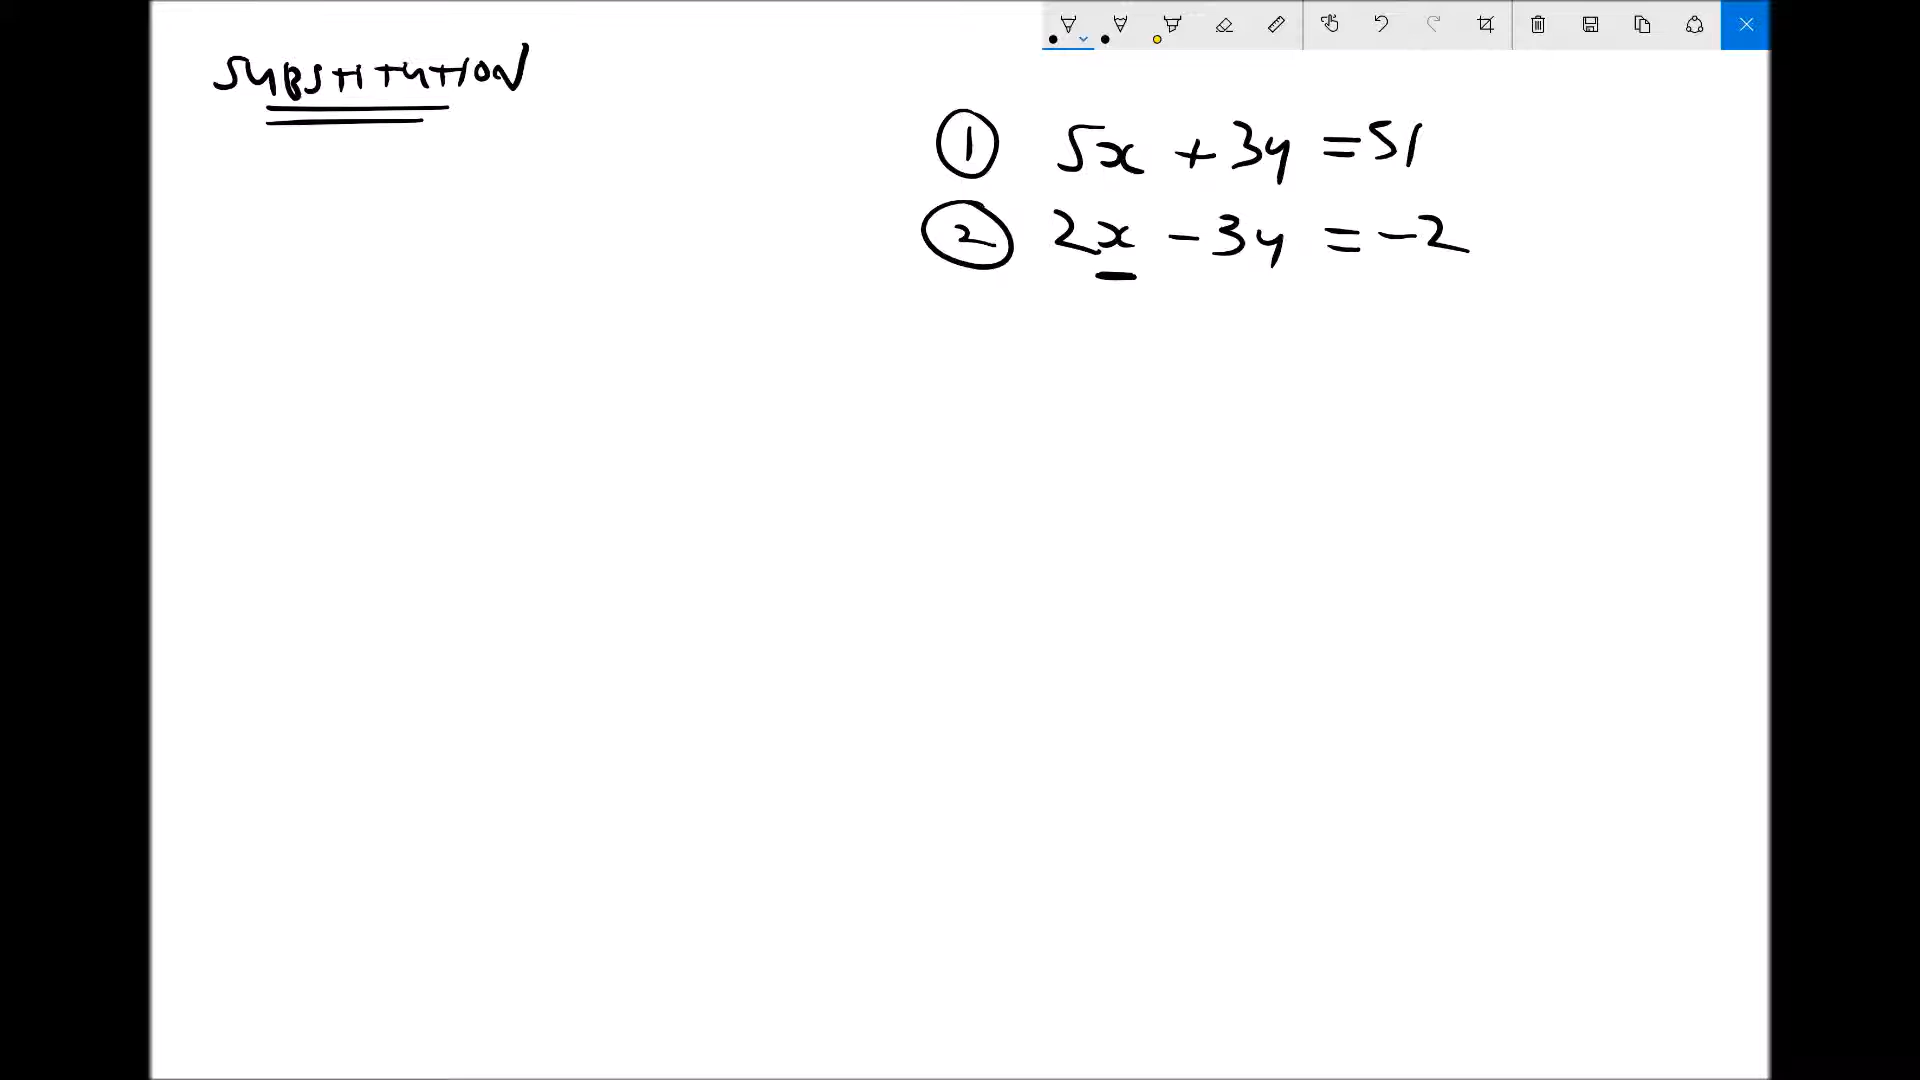 SUBSTITUTION
① 5x + 3y = 51
② 2x - 3y = -2